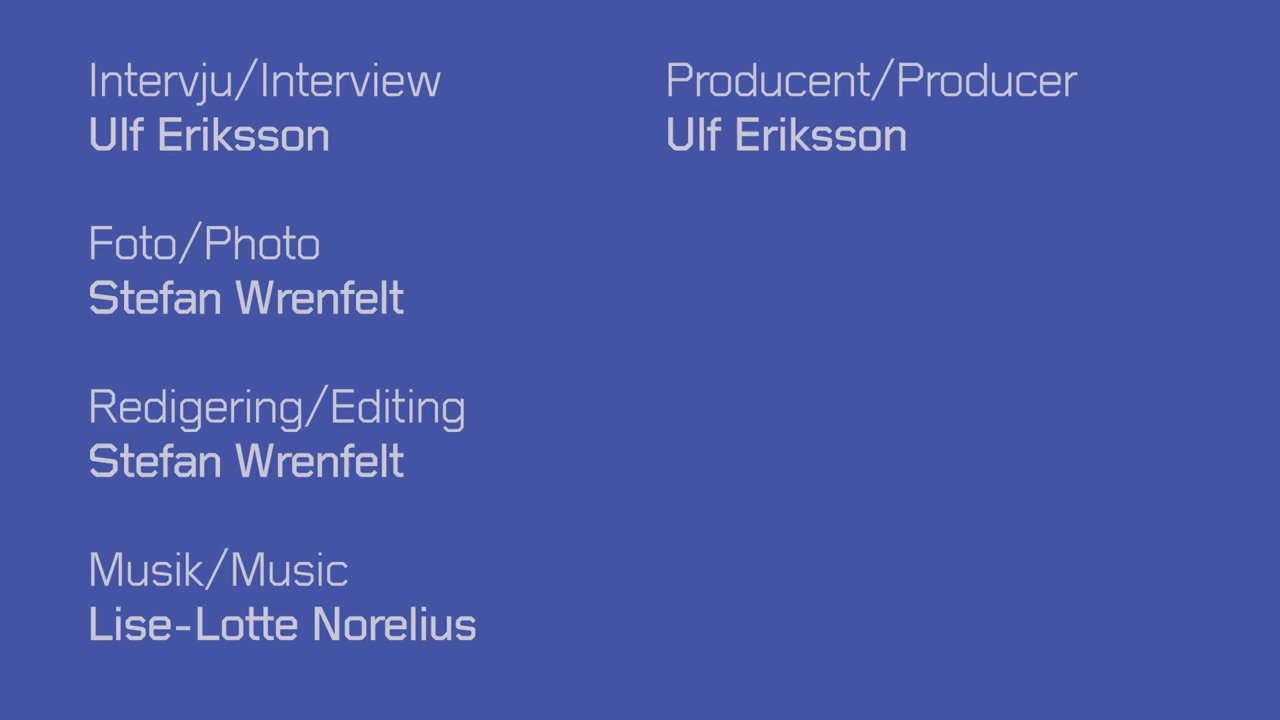 Intervju/Interview
Ulf Eriksson
Foto/Photo
Stefan Wrenfelt
Redigering/Editing
Stefan Wrenfelt
Musik/Music
Lise-Lotte Norelius
Producent/Producer
Ulf Eriksson